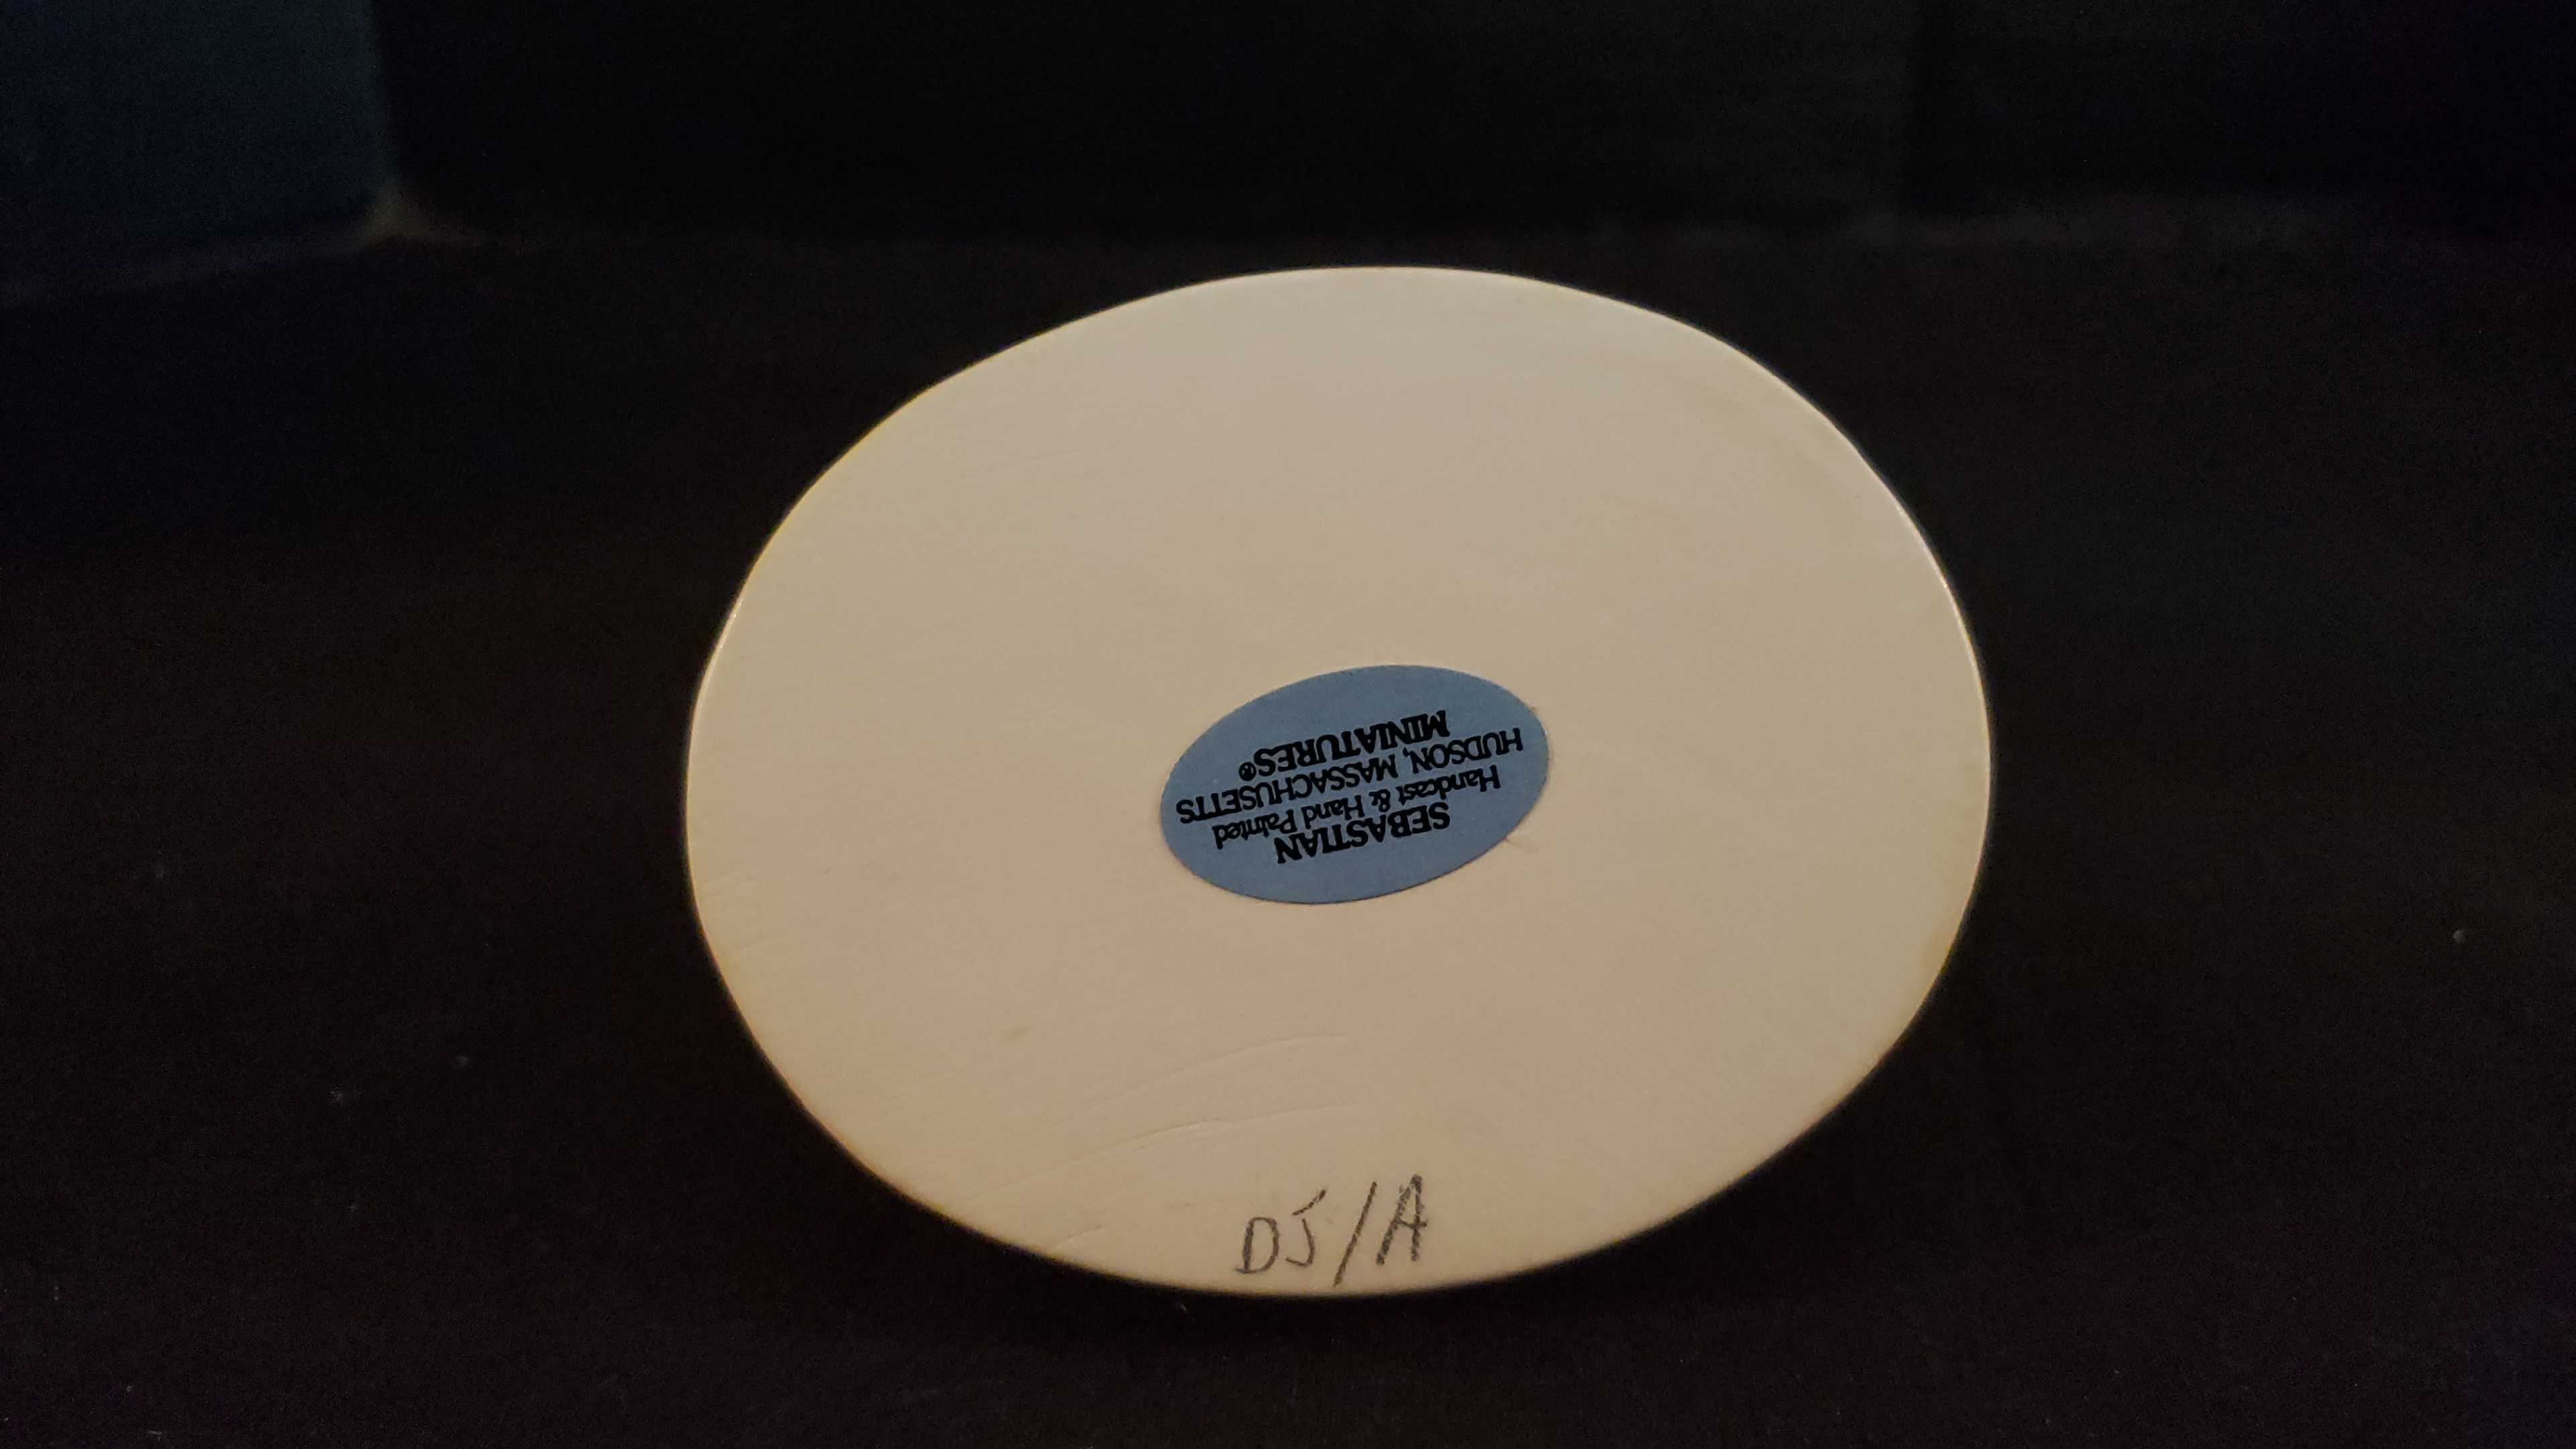 SEBASTIAN
Handcast & Hand Painted
HUDSON, MASSACHUSETTS
MINIATURES®
DJ/A